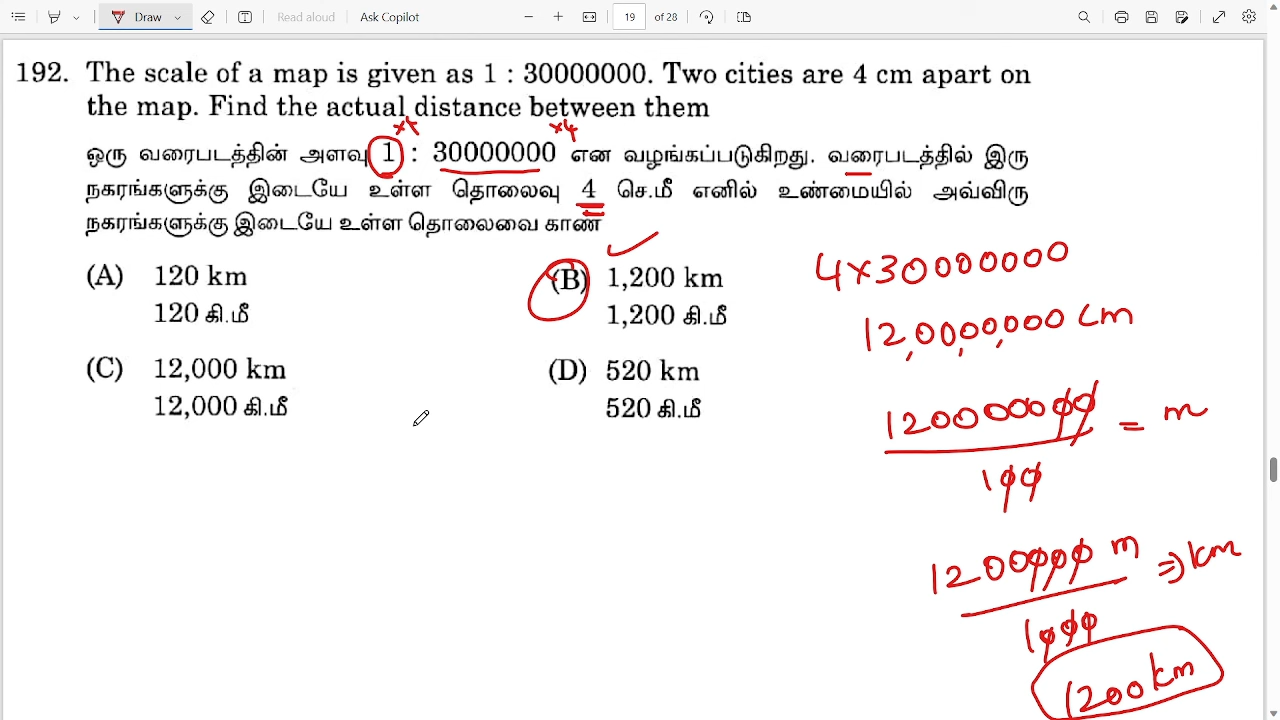 Draw
Read aloud
Ask Copilot
19 of 28
192. The scale of a map is given as 1 : 30000000. Two cities are 4 cm apart on
the map. Find the actual distance between them
×4 ×4
ஒரு வரைபடத்தின் அளவு 1 : 30000000 என வழங்கப்படுகிறது. வரைபடத்தில் இரு
நகரங்களுக்கு இடையே உள்ள தொலைவு 4 செ.மீ எனில் உண்மையில் அவ்விரு
நகரங்களுக்கு இடையே உள்ள தொலைவை காண்
(A) 120 km
120 கி.மீ
(B) 1,200 km
1,200 கி.மீ
(C) 12,000 km
12,000 கி.மீ
(D) 520 km
520 கி.மீ
4×30000000
12,00,00,000 cm
120000000 = m
100
1200000 m ⇒ km
1000
1200 km